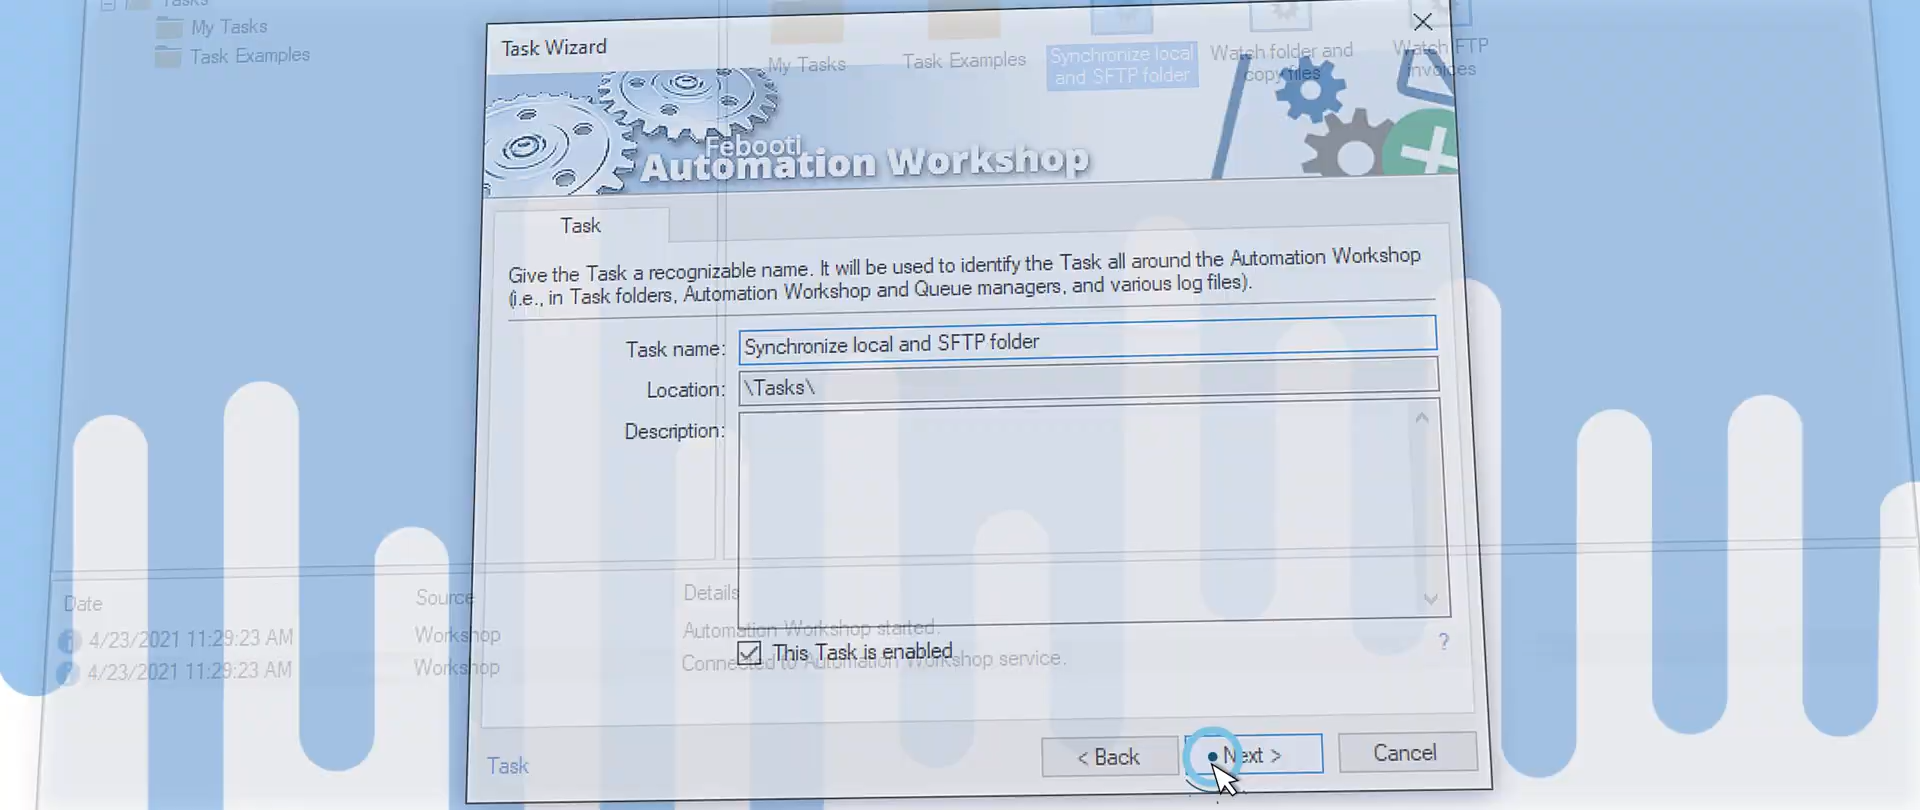 Tasks
My Tasks
Task Examples
Task Wizard
My Tasks
Task Examples
Synchronize local
and SFTP folder
Watch folder and
copy files
Watch FTP
invoices
Febooti
Automation Workshop
Task
Give the Task a recognizable name. It will be used to identify the Task all around the Automation Workshop
(i.e., in Task folders, Automation Workshop and Queue managers, and various log files).
Task name: Synchronize local and SFTP folder
Location: \Tasks\
Description:
Date Source Details
4/23/2021 11:29:23 AM Workshop Automation Workshop started.
4/23/2021 11:29:23 AM Workshop Connected to Automation Workshop service.
This Task is enabled
?
Task
< Back
Next >
Cancel